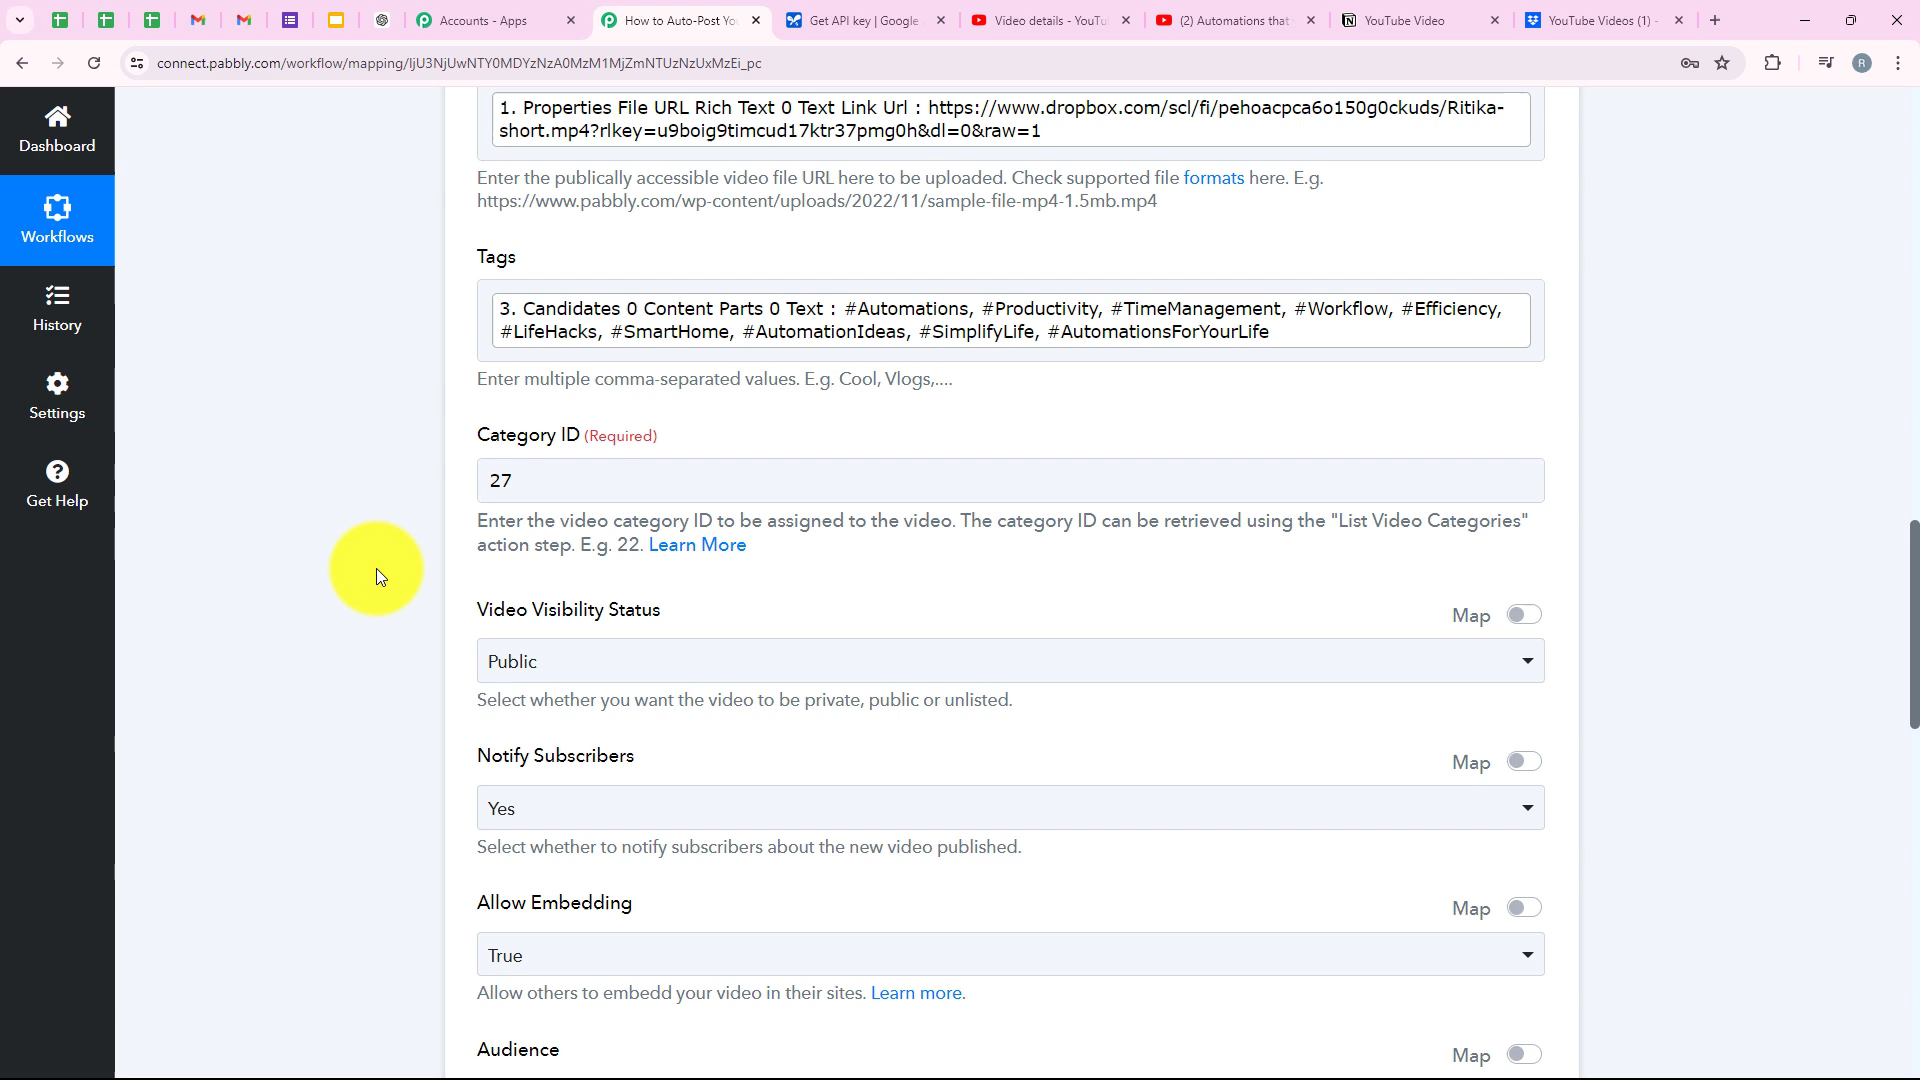 Accounts - Apps
How to Auto-Post Yo
Get API key | Google
Video details - YouTu
(2) Automations that
YouTube Video
YouTube Videos (1) -
connect.pabbly.com/workflow/mapping/IjU3NjUwNTY0MDYzNzA0MzM1MjZmNTUzNzUxMzEi_pc
R
Dashboard
Workflows
History
Settings
Get Help
1. Properties File URL Rich Text 0 Text Link Url : https://www.dropbox.com/scl/fi/pehoacpca6o150g0ckuds/Ritika-
short.mp4?rlkey=u9boig9timcud17ktr37pmg0h&dl=0&raw=1
Enter the publically accessible video file URL here to be uploaded. Check supported file formats here. E.g.
https://www.pabbly.com/wp-content/uploads/2022/11/sample-file-mp4-1.5mb.mp4
Tags
3. Candidates 0 Content Parts 0 Text : #Automations, #Productivity, #TimeManagement, #Workflow, #Efficiency,
#LifeHacks, #SmartHome, #AutomationIdeas, #SimplifyLife, #AutomationsForYourLife
Enter multiple comma-separated values. E.g. Cool, Vlogs,....
Category ID (Required)
27
Enter the video category ID to be assigned to the video. The category ID can be retrieved using the "List Video Categories"
action step. E.g. 22. Learn More
Video Visibility Status
Map
Public
Select whether you want the video to be private, public or unlisted.
Notify Subscribers
Map
Yes
Select whether to notify subscribers about the new video published.
Allow Embedding
Map
True
Allow others to embedd your video in their sites. Learn more.
Audience
Map